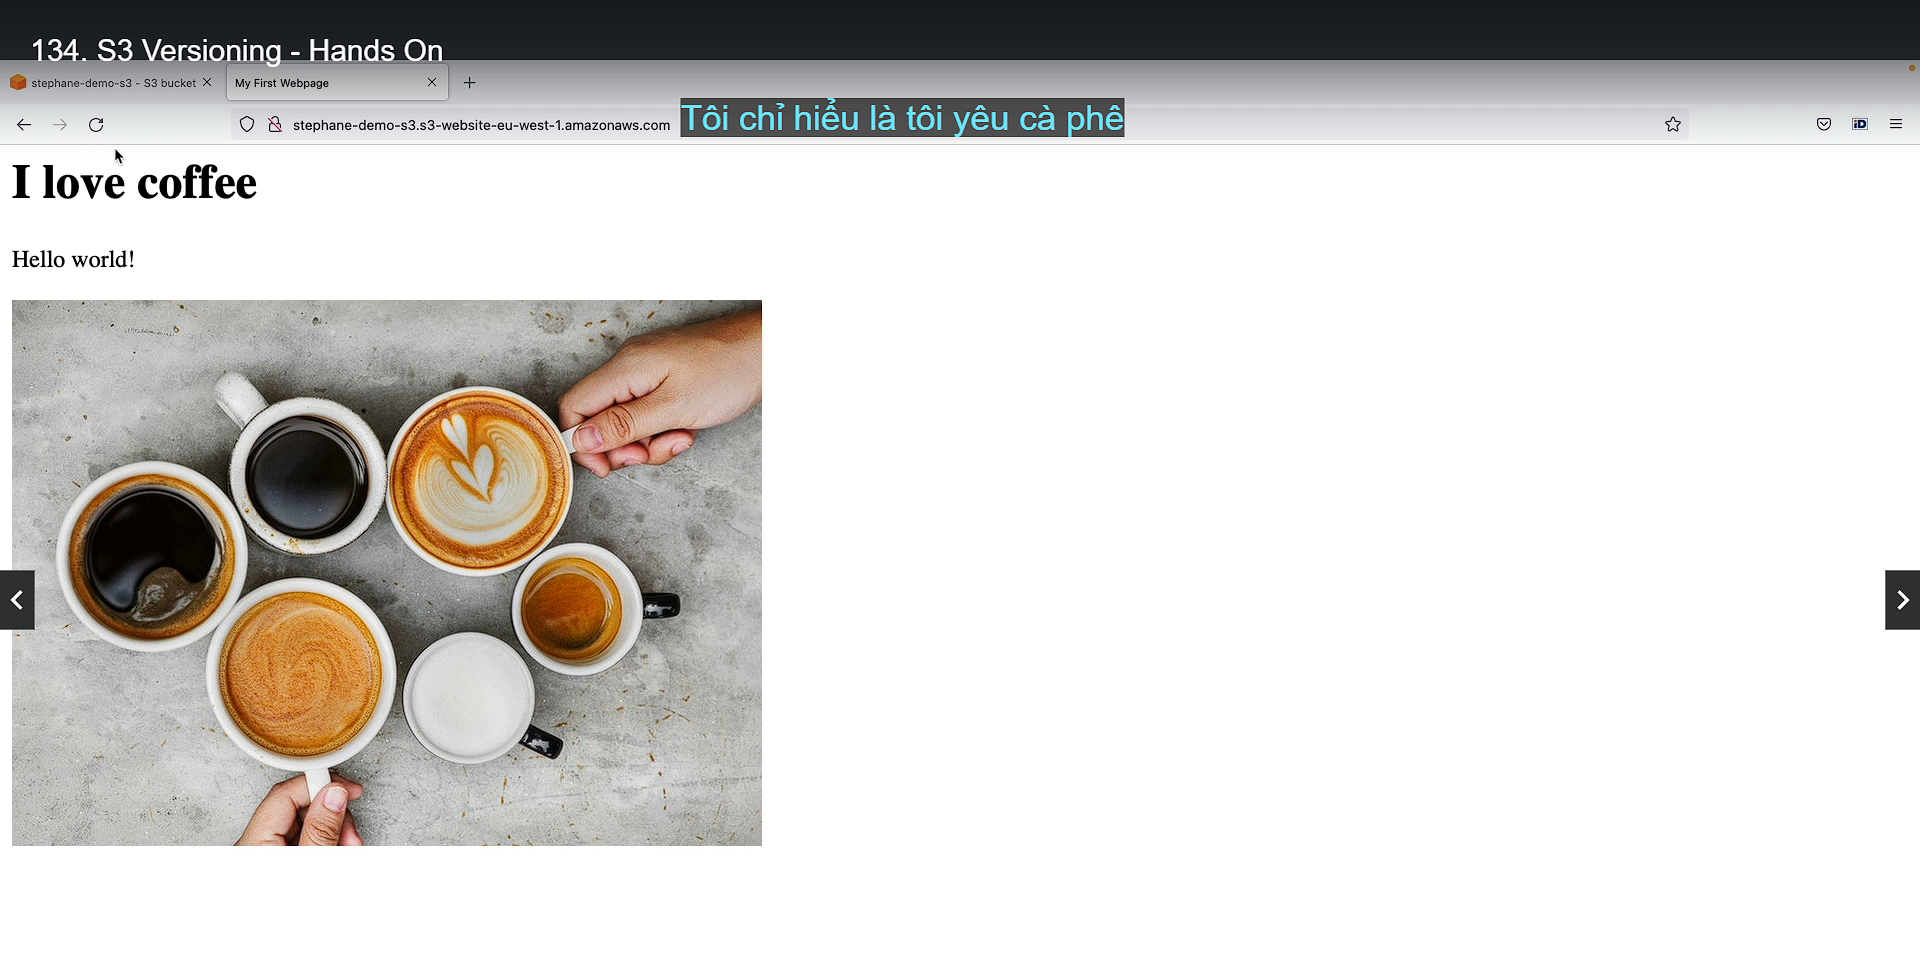 134. S3 Versioning - Hands On
stephane-demo-s3 - S3 bucket
My First Webpage
stephane-demo-s3.s3-website-eu-west-1.amazonaws.com
Tôi chỉ hiểu là tôi yêu cà phê
iD
I love coffee
Hello world!